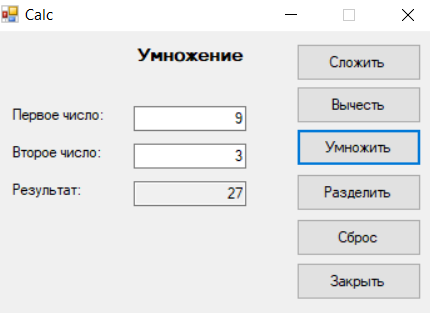 Calc
Умножение
Первое число: 9
Второе число: 3
Результат: 27
Сложить
Вычесть
Умножить
Разделить
Сброс
Закрыть